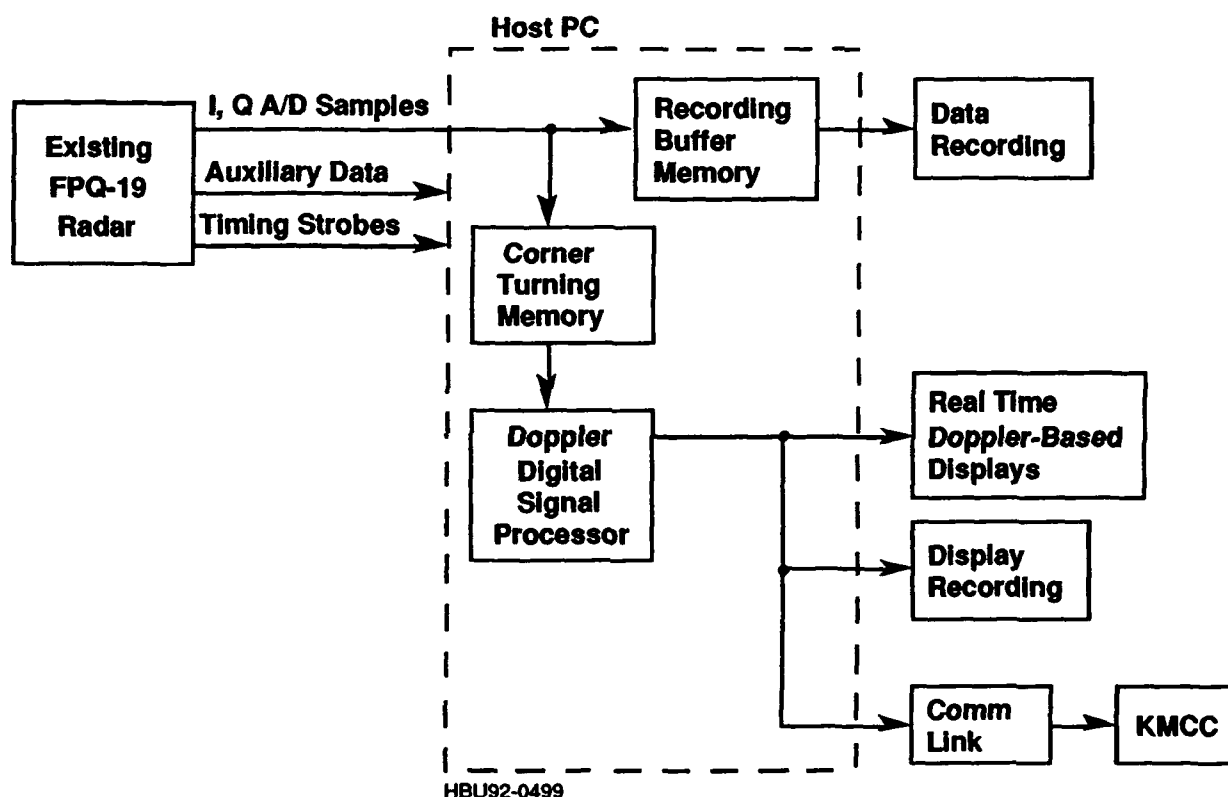 Host PC
I, Q A/D Samples
Existing
FPQ-19
Radar
Auxiliary Data
Timing Strobes
Recording
Buffer
Memory
Data
Recording
Corner
Turning
Memory
Doppler
Digital
Signal
Processor
Real Time
Doppler-Based
Displays
Display
Recording
Comm
Link
KMCC
HBU92-0499